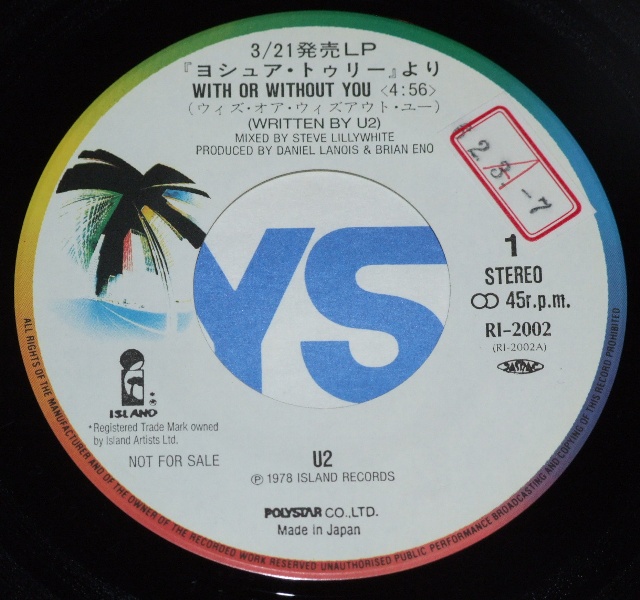 3/21発売LP
『ヨシュア・トゥリー』より
WITH OR WITHOUT YOU <4:56>
(ウィズ・オア・ウィズアウト・ユー)
(WRITTEN BY U2)
MIXED BY STEVE LILLYWHITE
PRODUCED BY DANIEL LANOIS & BRIAN ENO
2 3 -7
YS
1
STEREO
45r.p.m.
RI-2002
(RI-2002A)
JASRAC
ISLAND
*Registered Trade Mark owned
by Island Artists Ltd.
NOT FOR SALE
U2
Ⓟ 1978 ISLAND RECORDS
POLYSTAR CO.,LTD.
Made in Japan
ALL RIGHTS OF THE MANUFACTURER AND OF THE OWNER OF THE RECORDED WORK RESERVED UNAUTHORISED PUBLIC PERFORMANCE BROADCASTING AND COPYING OF THIS RECORD PROHIBITED